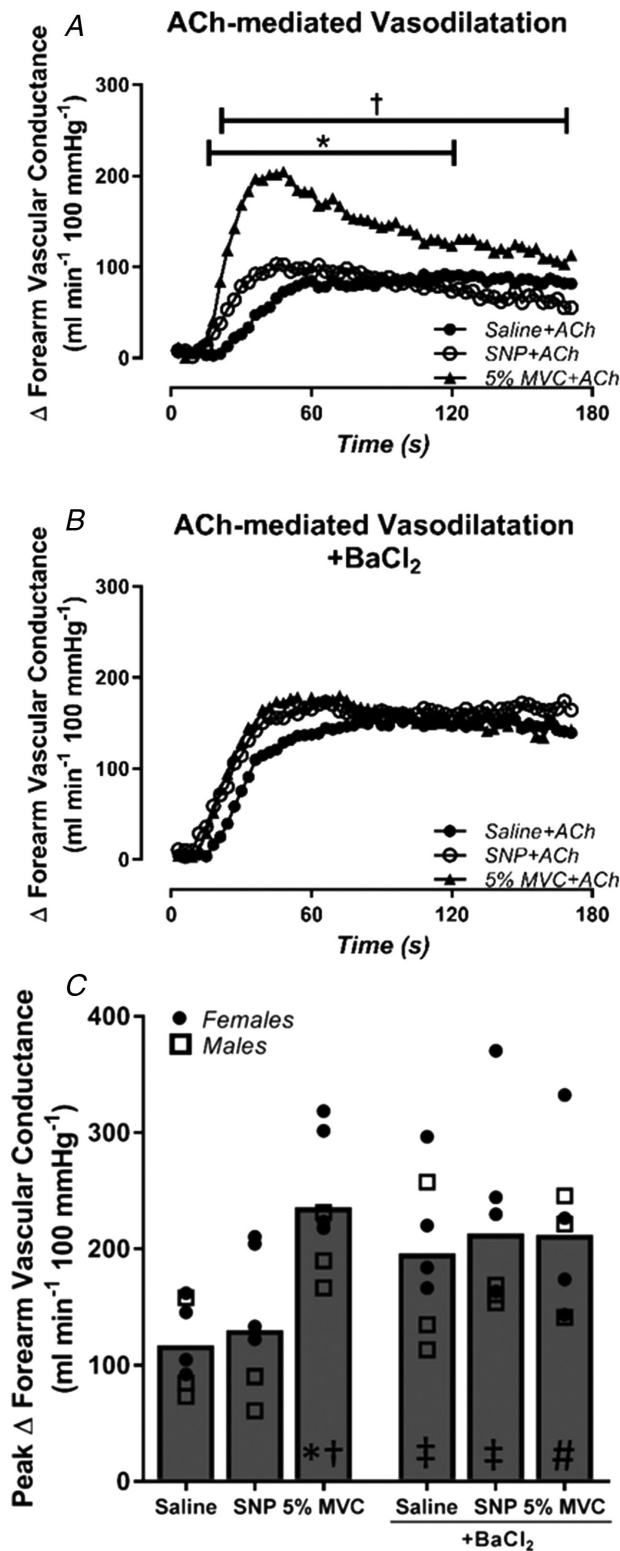 A
ACh-mediated Vasodilatation
Δ Forearm Vascular Conductance
(ml min-1 100 mmHg-1)
300
200
100
0
†
*
Saline+ACh
SNP+ACh
5% MVC+ACh
0 60 120 180
Time (s)
B
ACh-mediated Vasodilatation
+BaCl2
Δ Forearm Vascular Conductance
(ml min-1 100 mmHg-1)
300
200
100
0
Saline+ACh
SNP+ACh
5% MVC+ACh
0 60 120 180
Time (s)
C
Peak Δ Forearm Vascular Conductance
(ml min-1 100 mmHg-1)
400
300
200
100
0
Females
Males
*† ‡ ‡ #
Saline SNP 5% MVC Saline SNP 5% MVC
+BaCl2